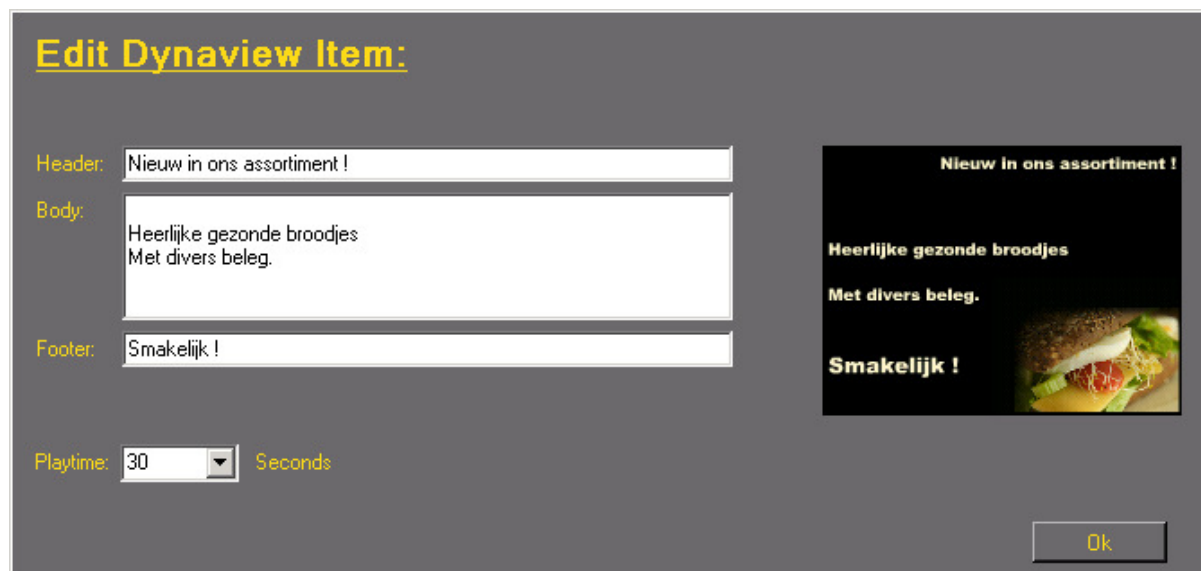 Edit Dynaview Item:
Header: Nieuw in ons assortiment !
Body:
Heerlijke gezonde broodjes
Met divers beleg.
Footer: Smakelijk !
Playtime: 30 Seconds
Nieuw in ons assortiment !
Heerlijke gezonde broodjes
Met divers beleg.
Smakelijk !
Ok